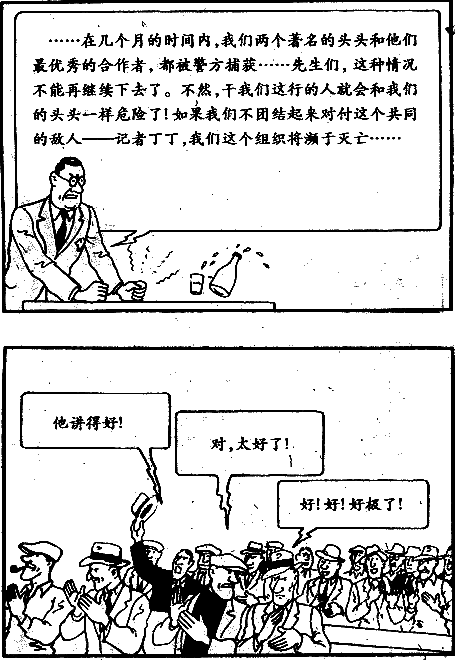 ……在几个月的时间内，我们两个著名的头头和他们
最优秀的合作者，都被警方捕获……先生们，这种情况
不能再继续下去了。不然，干我们这行的人就会和我们
的头头一样危险了！如果我们不团结起来对付这个共同
的敌人——记者丁丁，我们这个组织将濒于灭亡……
他讲得好！
对，太好了！
好！好！好极了！